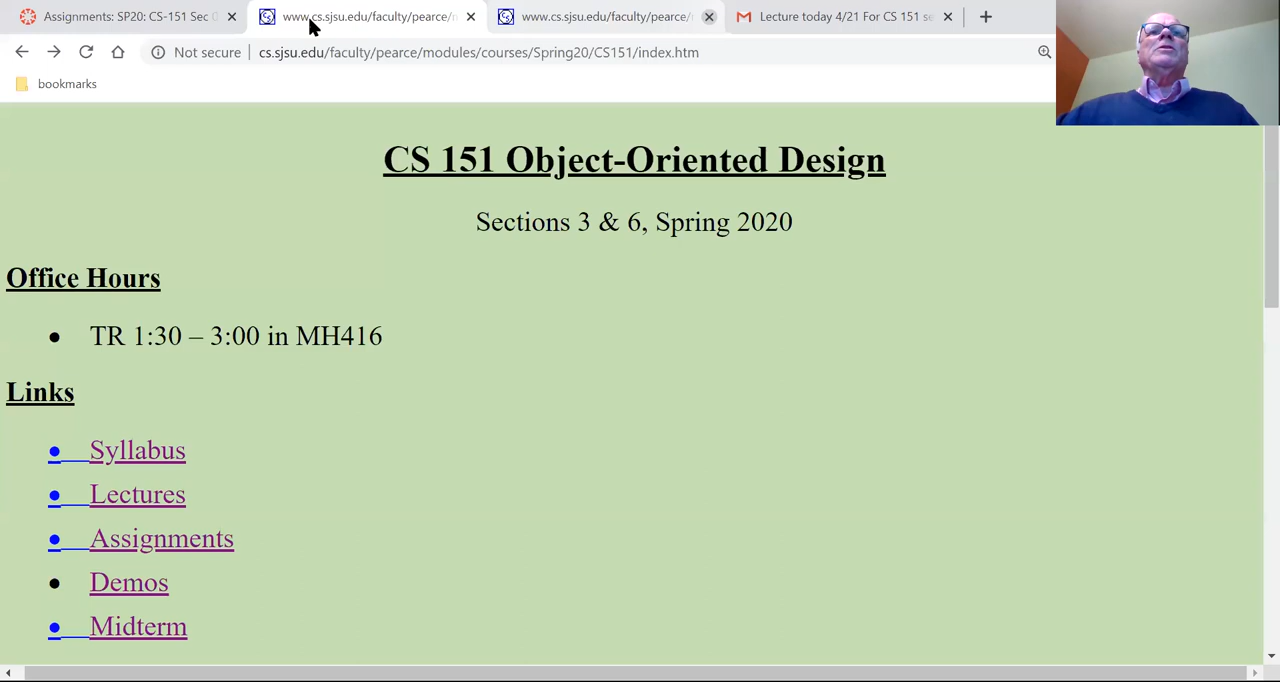 Assignments: SP20: CS-151 Sec
www.cs.sjsu.edu/faculty/pearce/
www.cs.sjsu.edu/faculty/pearce/
Lecture today 4/21 For CS 151 se
Not secure
cs.sjsu.edu/faculty/pearce/modules/courses/Spring20/CS151/index.htm
bookmarks
CS 151 Object-Oriented Design
Sections 3 & 6, Spring 2020
Office Hours
• TR 1:30 – 3:00 in MH416
Links
• Syllabus
• Lectures
• Assignments
• Demos
• Midterm